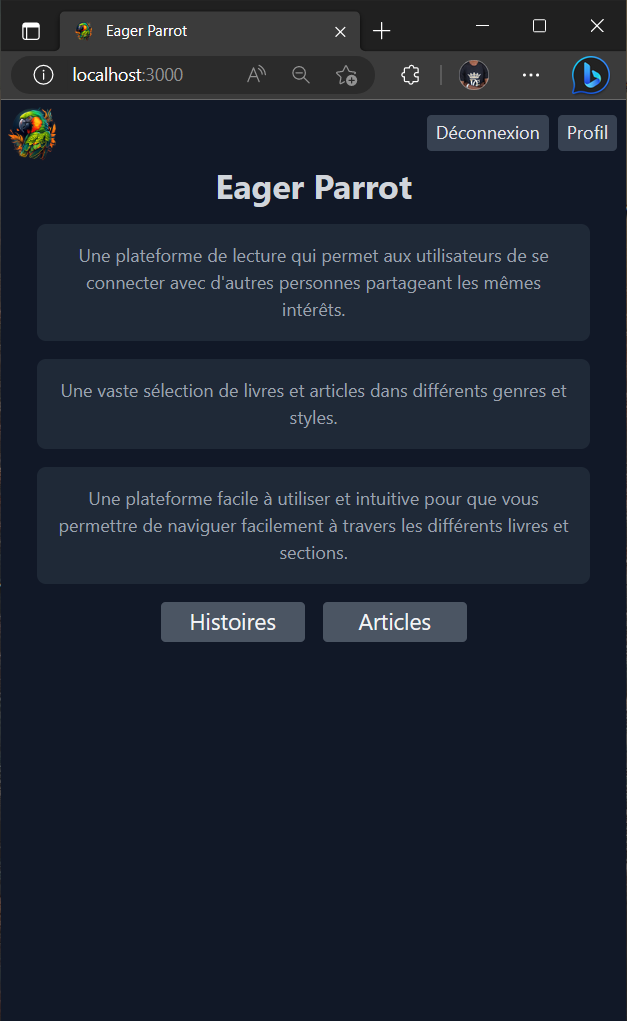 Eager Parrot
localhost:3000
Déconnexion
Profil
Eager Parrot
Une plateforme de lecture qui permet aux utilisateurs de se
connecter avec d'autres personnes partageant les mêmes
intérêts.
Une vaste sélection de livres et articles dans différents genres et
styles.
Une plateforme facile à utiliser et intuitive pour que vous
permettre de naviguer facilement à travers les différents livres et
sections.
Histoires
Articles